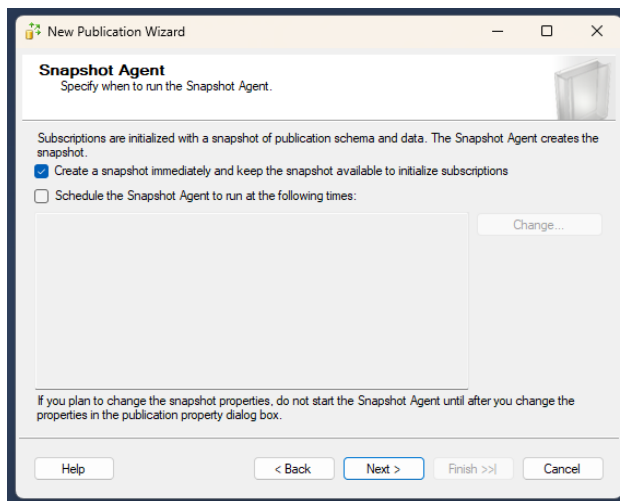 New Publication Wizard
Snapshot Agent
Specify when to run the Snapshot Agent.
Subscriptions are initialized with a snapshot of publication schema and data. The Snapshot Agent creates the
snapshot.
Create a snapshot immediately and keep the snapshot available to initialize subscriptions
Schedule the Snapshot Agent to run at the following times:
Change...
If you plan to change the snapshot properties, do not start the Snapshot Agent until after you change the
properties in the publication property dialog box.
Help
< Back
Next >
Finish >>|
Cancel